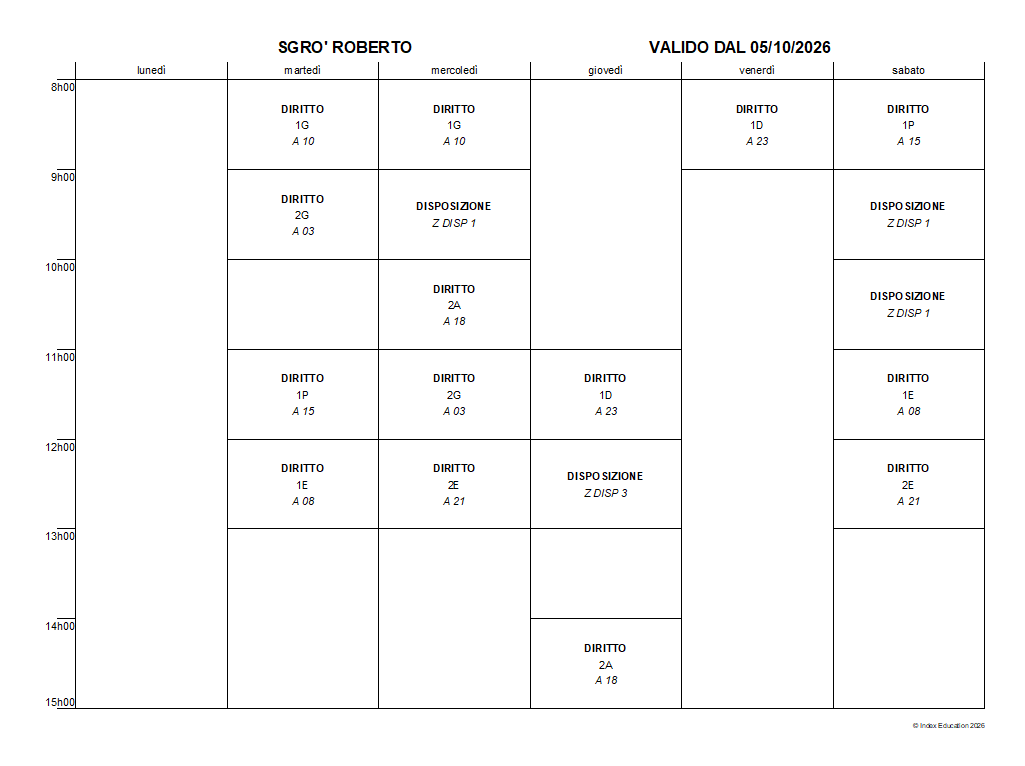 SGRO' ROBERTO VALIDO DAL 05/10/2026
lunedì martedì mercoledì giovedì venerdì sabato
8h00
DIRITTO DIRITTO DIRITTO DIRITTO
1G 1G 1D 1P
A 10 A 10 A 23 A 15
9h00
DIRITTO DISPOSIZIONE DISPOSIZIONE
2G Z DISP 1 Z DISP 1
A 03
10h00
DIRITTO DISPOSIZIONE
2A Z DISP 1
A 18
11h00
DIRITTO DIRITTO DIRITTO DIRITTO
1P 2G 1D 1E
A 15 A 03 A 23 A 08
12h00
DIRITTO DIRITTO DISPOSIZIONE DIRITTO
1E 2E Z DISP 3 2E
A 08 A 21 A 21
13h00
14h00
DIRITTO
2A
A 18
15h00
© Index Education 2026